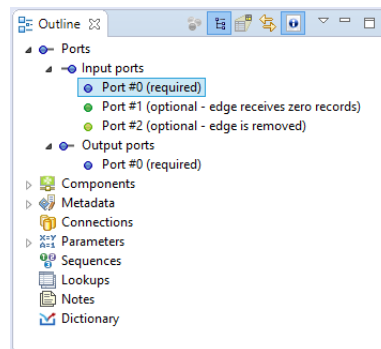 Outline
Ports
Input ports
Port #0 (required)
Port #1 (optional - edge receives zero records)
Port #2 (optional - edge is removed)
Output ports
Port #0 (required)
Components
Metadata
Connections
Parameters
Sequences
Lookups
Notes
Dictionary